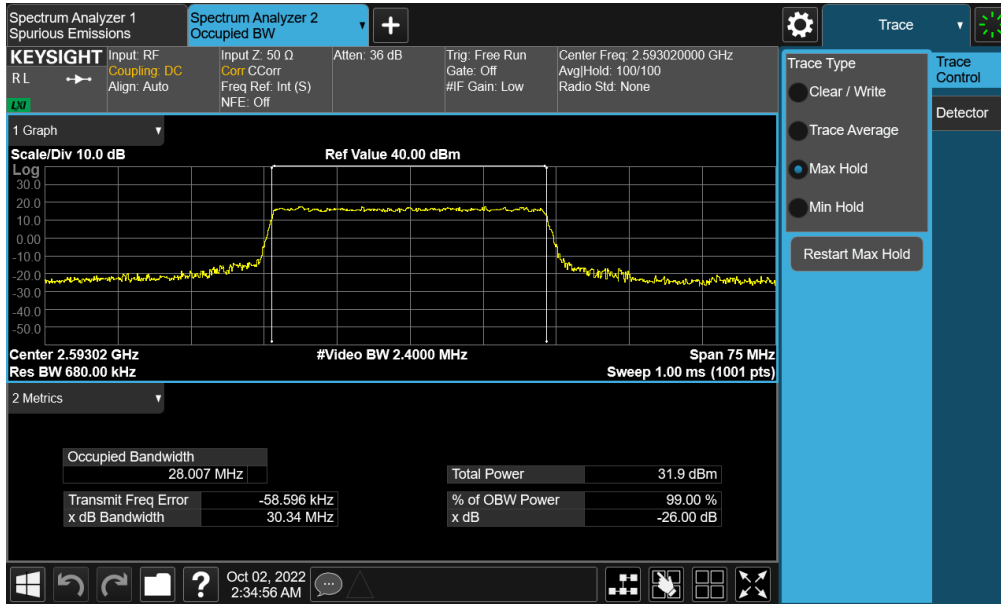 Spectrum Analyzer 1
Spurious Emissions
Spectrum Analyzer 2
Occupied BW
Trace
KEYSIGHT
R L
LXI
Input: RF
Coupling: DC
Align: Auto
Input Z: 50 Ω
Corr CCorr
Freq Ref: Int (S)
NFE: Off
Atten: 36 dB
Trig: Free Run
Gate: Off
#IF Gain: Low
Center Freq: 2.593020000 GHz
Avg|Hold: 100/100
Radio Std: None
1 Graph
Scale/Div 10.0 dB
Ref Value 40.00 dBm
Log
30.0
20.0
10.0
0.00
-10.0
-20.0
-30.0
-40.0
-50.0
Center 2.59302 GHz
#Video BW 2.4000 MHz
Span 75 MHz
Res BW 680.00 kHz
Sweep 1.00 ms (1001 pts)
2 Metrics
Occupied Bandwidth
28.007 MHz
Transmit Freq Error -58.596 kHz
x dB Bandwidth 30.34 MHz
Total Power 31.9 dBm
% of OBW Power 99.00 %
x dB -26.00 dB
Trace Type
Clear / Write
Trace Average
Max Hold
Min Hold
Restart Max Hold
Trace
Control
Detector
?
Oct 02, 2022
2:34:56 AM